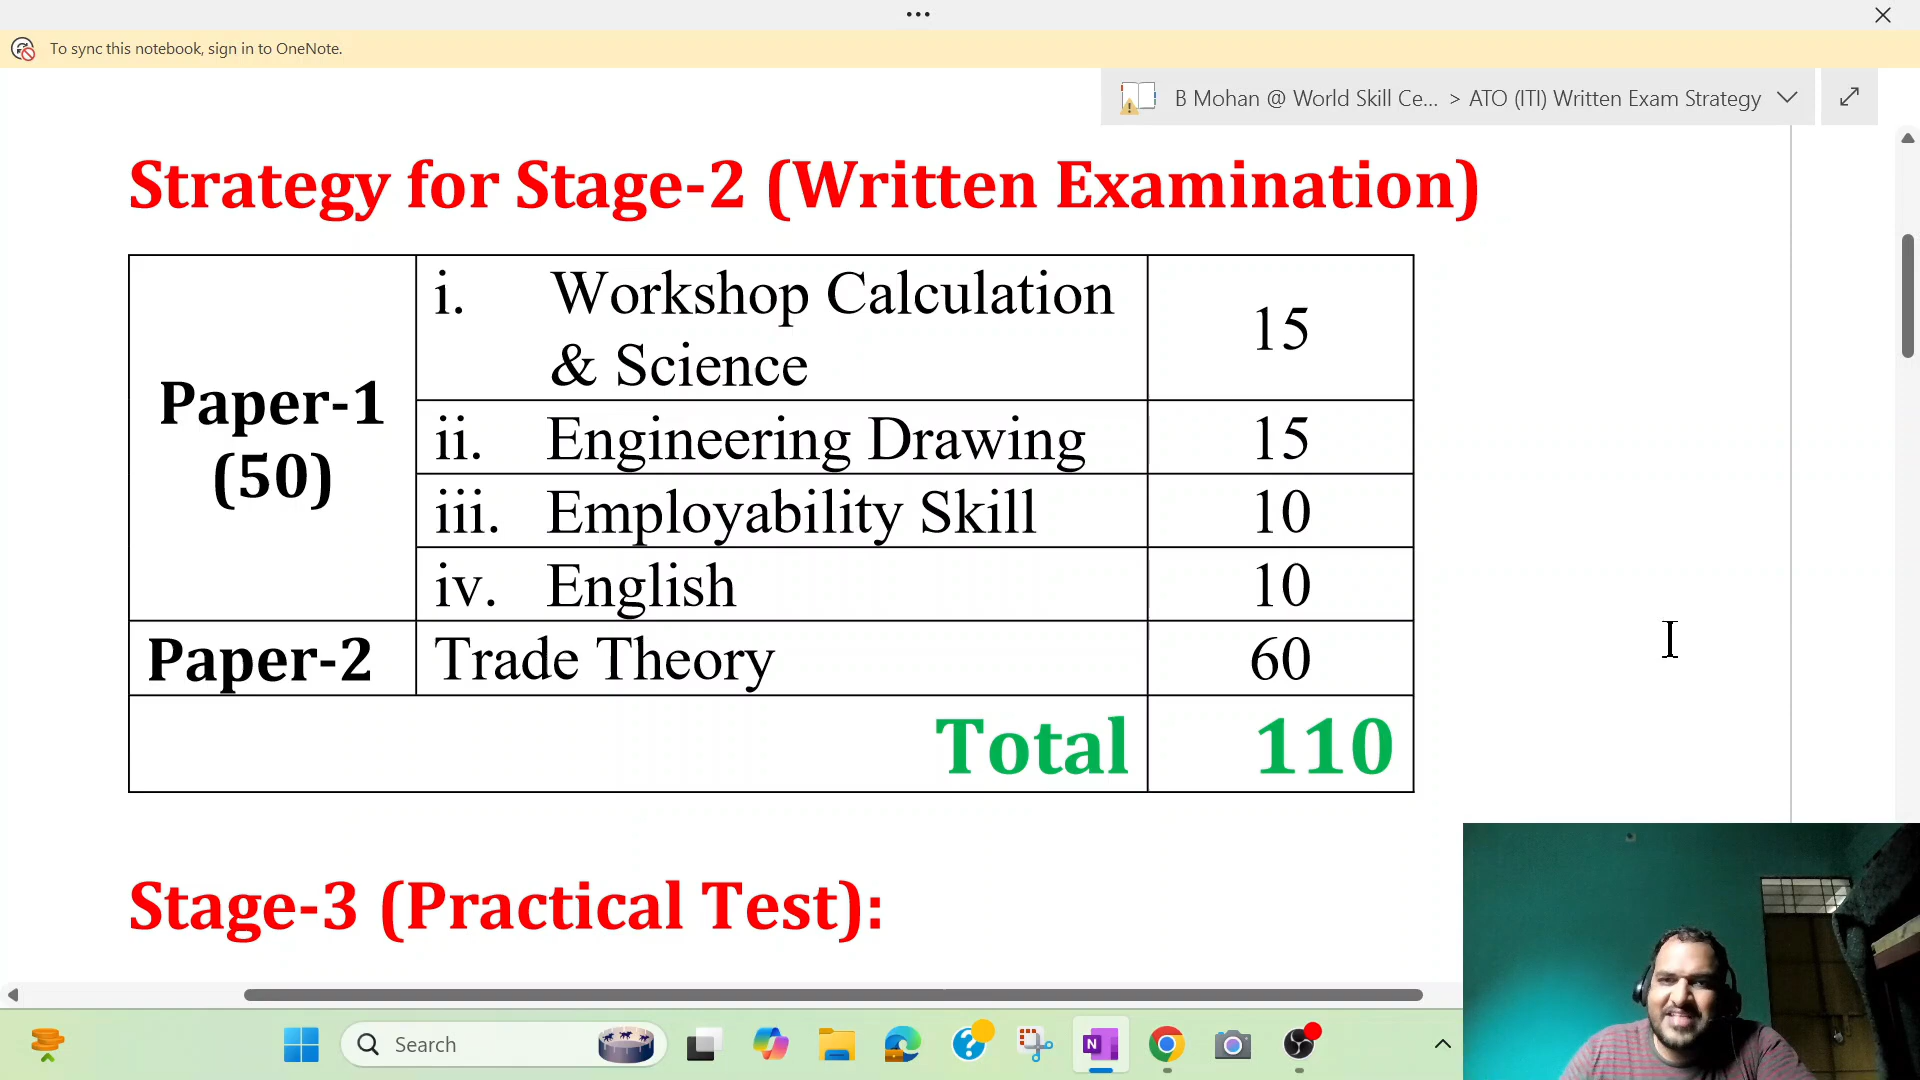 To sync this notebook, sign in to OneNote.
B Mohan @ World Skill Ce... > ATO (ITI) Written Exam Strategy
Strategy for Stage-2 (Written Examination)
Paper-1
(50)
i. Workshop Calculation
& Science
15
ii. Engineering Drawing 15
iii. Employability Skill 10
iv. English 10
Paper-2 Trade Theory 60
Total 110
Stage-3 (Practical Test):
Search